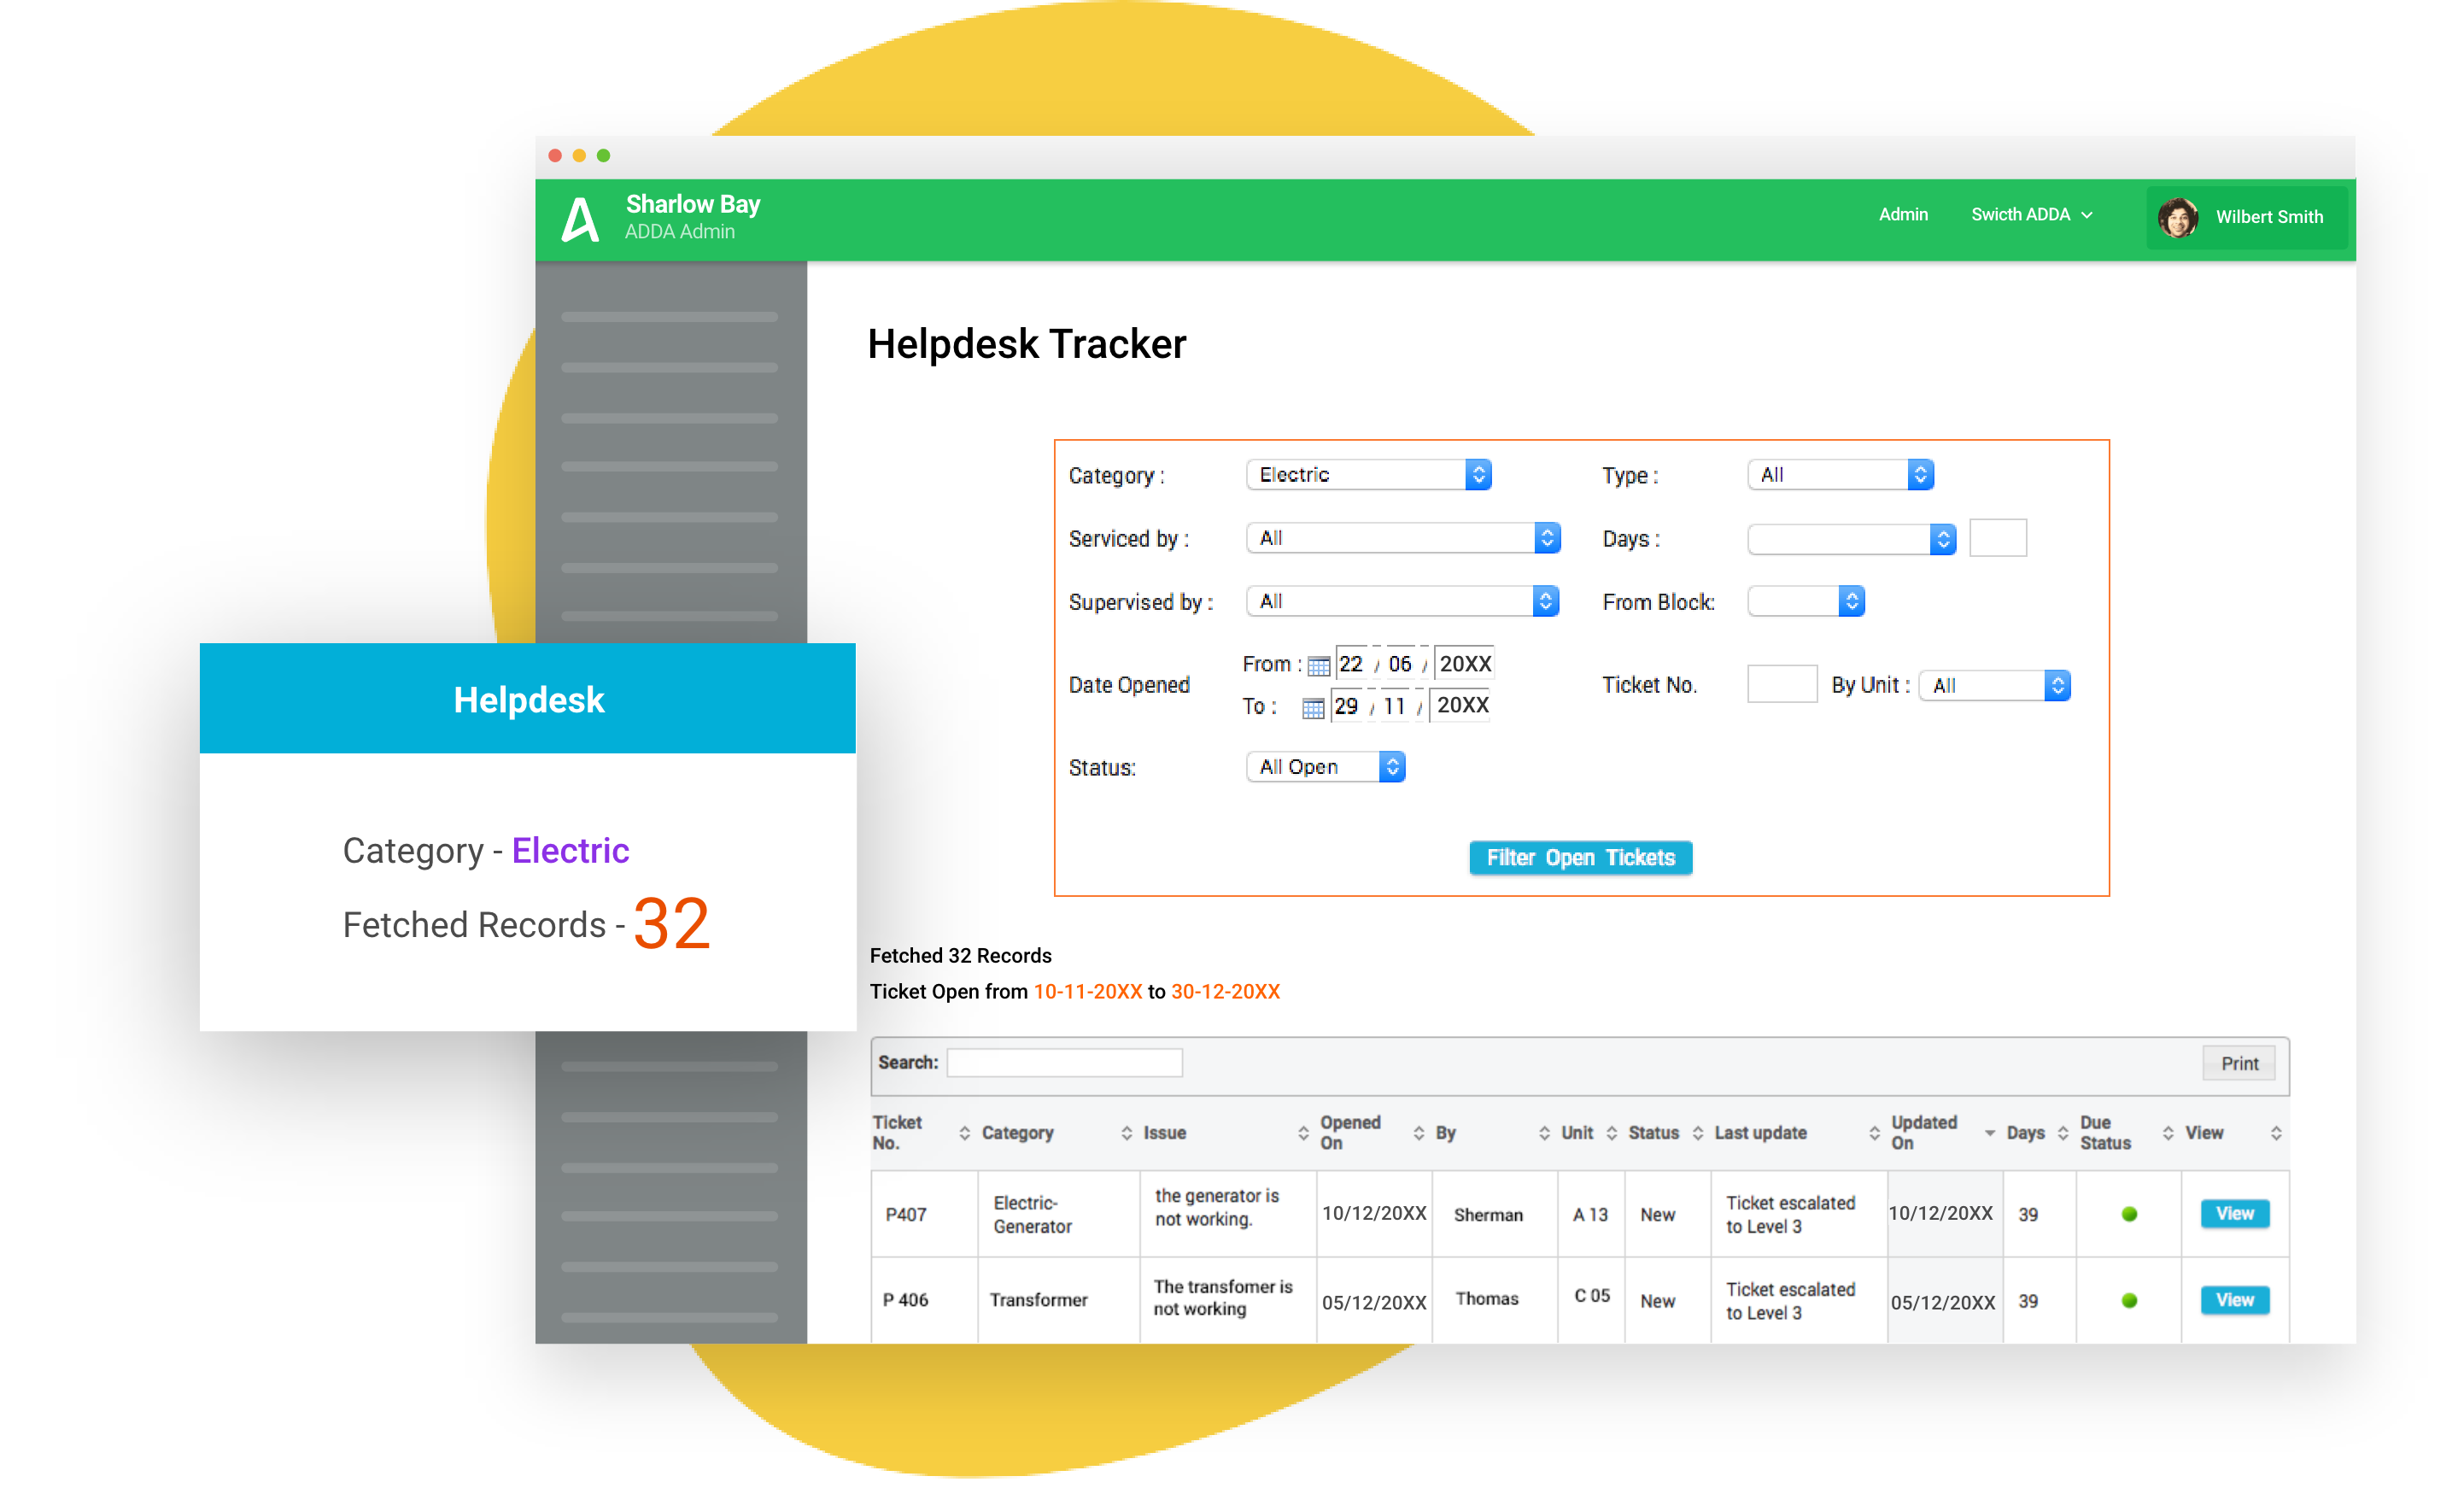 Sharlow Bay
ADDA Admin
Admin
Swicth ADDA
Wilbert Smith
Helpdesk Tracker
Category : Electric Type : All
Serviced by : All Days :
Supervised by : All From Block:
Date Opened From : 22 / 06 / 20XX
To : 29 / 11 / 20XX
Ticket No. By Unit : All
Status: All Open
Filter Open Tickets
Helpdesk
Category - Electric
Fetched Records - 32
Fetched 32 Records
Ticket Open from 10-11-20XX to 30-12-20XX
Search: Print
Ticket No. Category Issue Opened On By Unit Status Last update Updated On Days Due Status View
P407 Electric-Generator the generator is not working. 10/12/20XX Sherman A 13 New Ticket escalated to Level 3 10/12/20XX 39 View
P 406 Transformer The transfomer is not working 05/12/20XX Thomas C 05 New Ticket escalated to Level 3 05/12/20XX 39 View